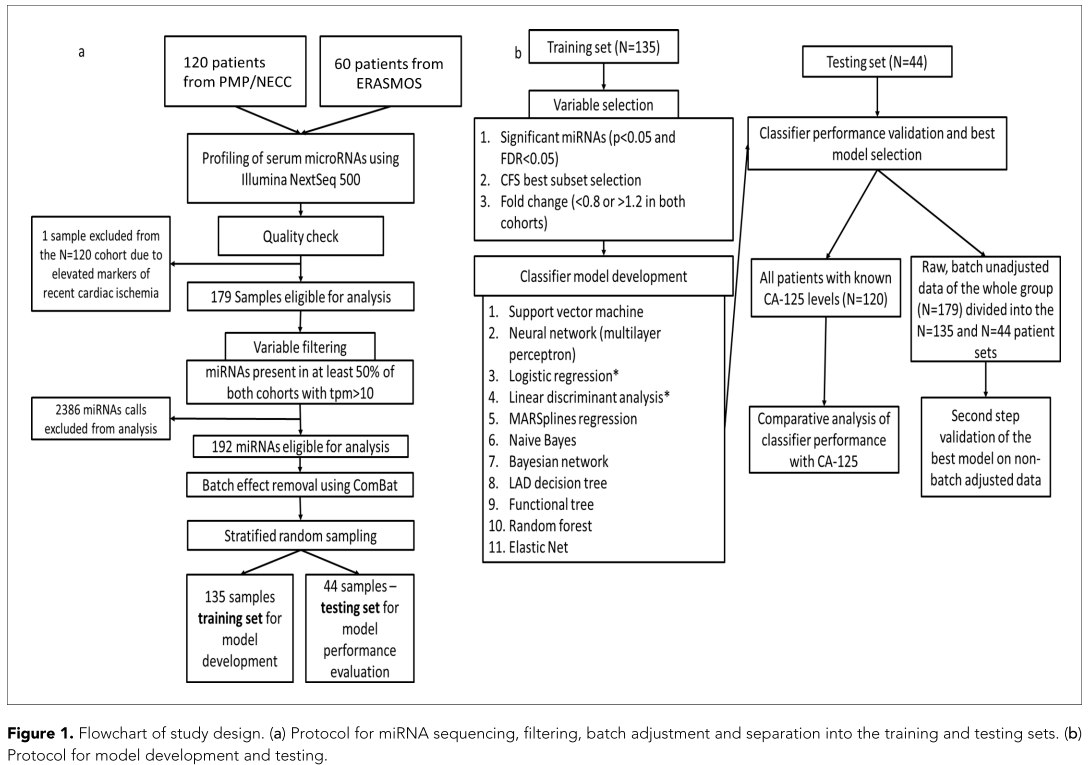 a
120 patients
from PMP/NECC
60 patients from
ERASMOS
Profiling of serum microRNAs using
Illumina NextSeq 500
Quality check
1 sample excluded from
the N=120 cohort due to
elevated markers of
recent cardiac ischemia
179 Samples eligible for analysis
Variable filtering
miRNAs present in at least 50% of
both cohorts with tpm>10
2386 miRNAs calls
excluded from analysis
192 miRNAs eligible for analysis
Batch effect removal using ComBat
Stratified random sampling
135 samples
training set for
model
development
44 samples –
testing set for
model
performance
evaluation
b
Training set (N=135)
Variable selection
1. Significant miRNAs (p<0.05 and
FDR<0.05)
2. CFS best subset selection
3. Fold change (<0.8 or >1.2 in both
cohorts)
Classifier model development
1. Support vector machine
2. Neural network (multilayer
perceptron)
3. Logistic regression*
4. Linear discriminant analysis*
5. MARSplines regression
6. Naive Bayes
7. Bayesian network
8. LAD decision tree
9. Functional tree
10. Random forest
11. Elastic Net
Testing set (N=44)
Classifier performance validation and best
model selection
All patients with known
CA-125 levels (N=120)
Raw, batch unadjusted
data of the whole group
(N=179) divided into the
N=135 and N=44 patient
sets
Comparative analysis of
classifier performance
with CA-125
Second step
validation of the
best model on non-
batch adjusted data
Figure 1. Flowchart of study design. (a) Protocol for miRNA sequencing, filtering, batch adjustment and separation into the training and testing sets. (b)
Protocol for model development and testing.